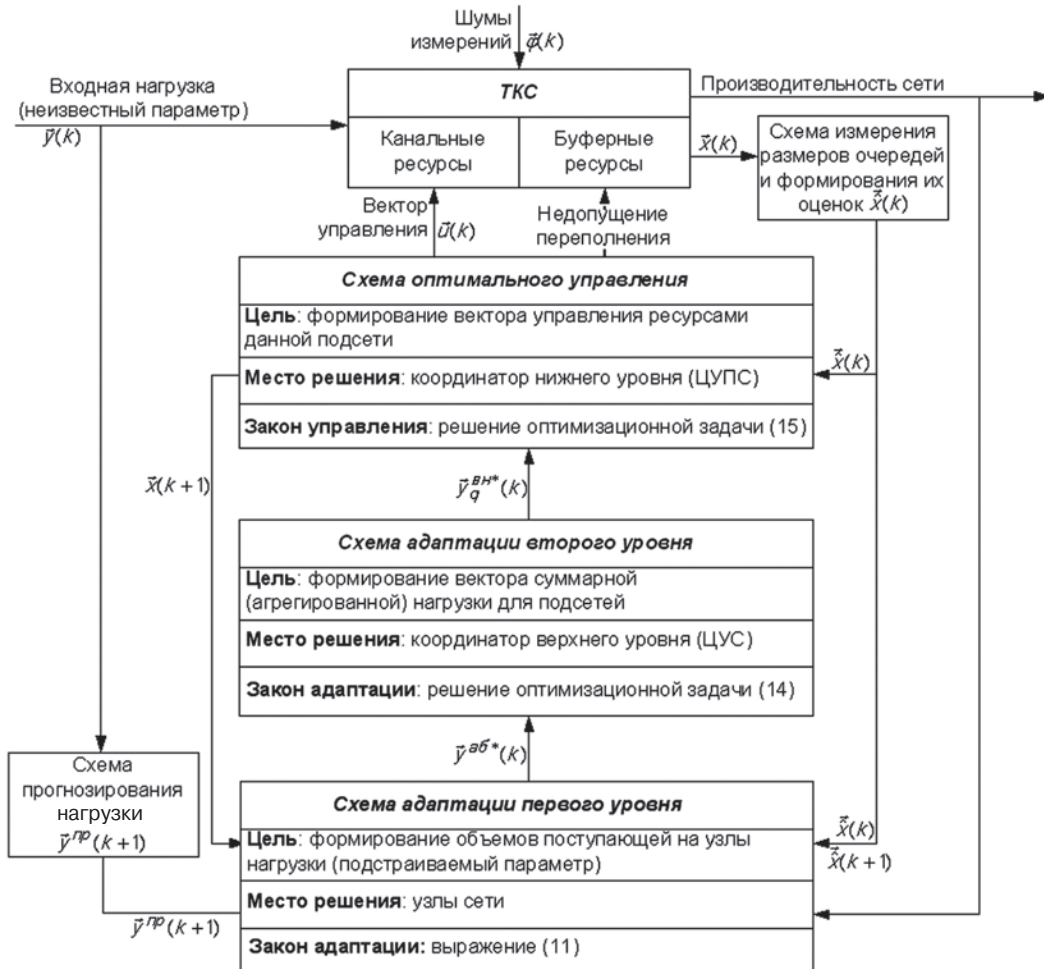 Шумы
измерений φ⃗(k)
Входная нагрузка
(неизвестный параметр)
y⃗(k)
ТКС
Канальные
ресурсы
Буферные
ресурсы
Производительность сети
x⃗(k)
Схема измерения
размеров очередей
и формирования их
оценок x̂⃗(k)
Вектор
управления u⃗(k)
Недопущение
переполнения
Схема оптимального управления
Цель: формирование вектора управления ресурсами
данной подсети
Место решения: координатор нижнего уровня (ЦУПС)
Закон управления: решение оптимизационной задачи (15)
x̂⃗(k)
x⃗(k+1)
y⃗_q^{вн*}(k)
Схема адаптации второго уровня
Цель: формирование вектора суммарной
(агрегированной) нагрузки для подсетей
Место решения: координатор верхнего уровня (ЦУС)
Закон адаптации: решение оптимизационной задачи (14)
y⃗^{аб*}(k)
Схема
прогнозирования
нагрузки
y⃗^{пр}(k+1)
Схема адаптации первого уровня
Цель: формирование объемов поступающей на узлы
нагрузки (подстраиваемый параметр)
Место решения: узлы сети
Закон адаптации: выражение (11)
x̂⃗(k)
x̂⃗(k+1)
y⃗^{пр}(k+1)